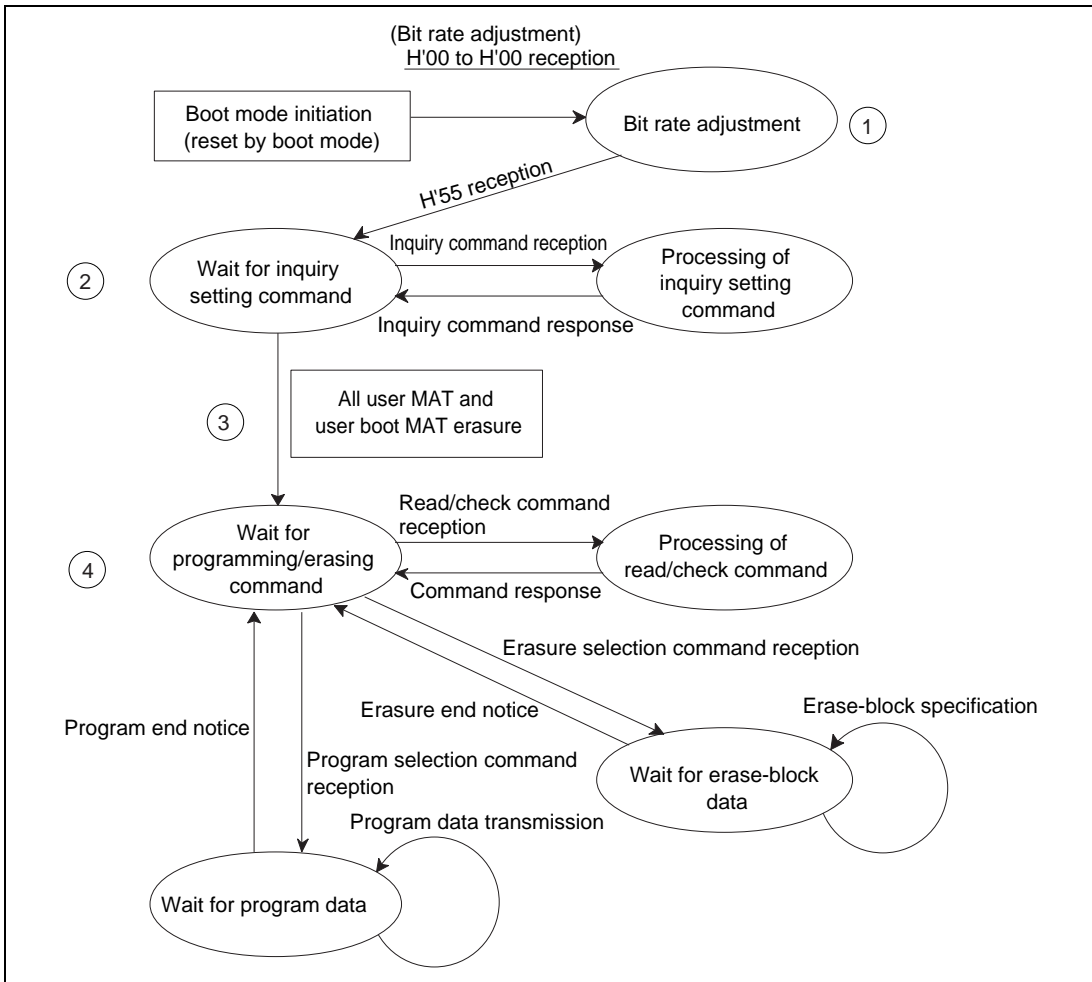 (Bit rate adjustment)
H'00 to H'00 reception
Boot mode initiation
(reset by boot mode)
Bit rate adjustment
1
H'55 reception
2
Wait for inquiry
setting command
Inquiry command reception
Inquiry command response
Processing of
inquiry setting
command
3
All user MAT and
user boot MAT erasure
4
Wait for
programming/erasing
command
Read/check command
reception
Command response
Processing of
read/check command
Erasure selection command reception
Erasure end notice
Program end notice
Program selection command
reception
Erase-block specification
Wait for erase-block
data
Program data transmission
Wait for program data